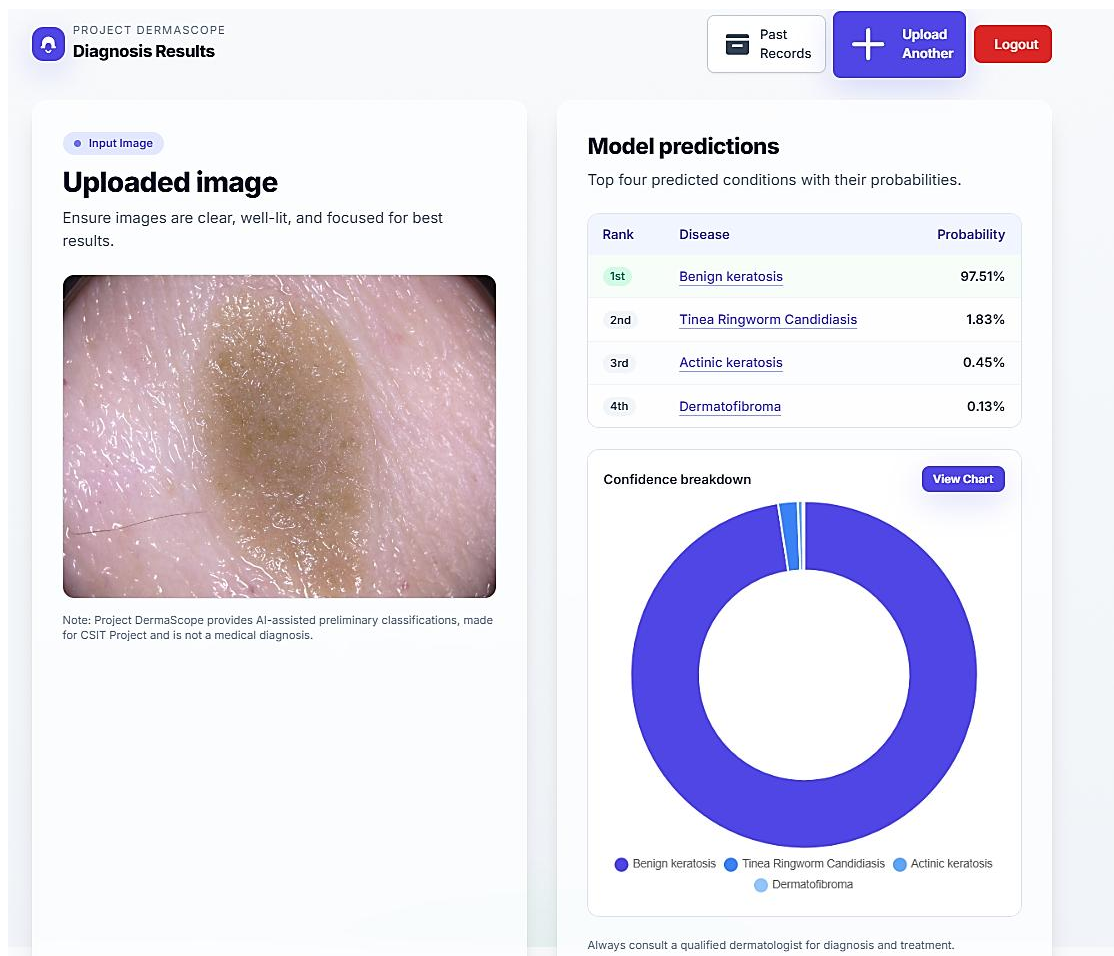 PROJECT DERMASCOPE
Diagnosis Results
Past
Records
Upload
Another
Logout
Input Image
Uploaded image
Ensure images are clear, well-lit, and focused for best
results.
Note: Project DermaScope provides AI-assisted preliminary classifications, made
for CSIT Project and is not a medical diagnosis.
Model predictions
Top four predicted conditions with their probabilities.
Rank Disease Probability
1st Benign keratosis 97.51%
2nd Tinea Ringworm Candidiasis 1.83%
3rd Actinic keratosis 0.45%
4th Dermatofibroma 0.13%
Confidence breakdown
View Chart
Benign keratosis Tinea Ringworm Candidiasis Actinic keratosis
Dermatofibroma
Always consult a qualified dermatologist for diagnosis and treatment.